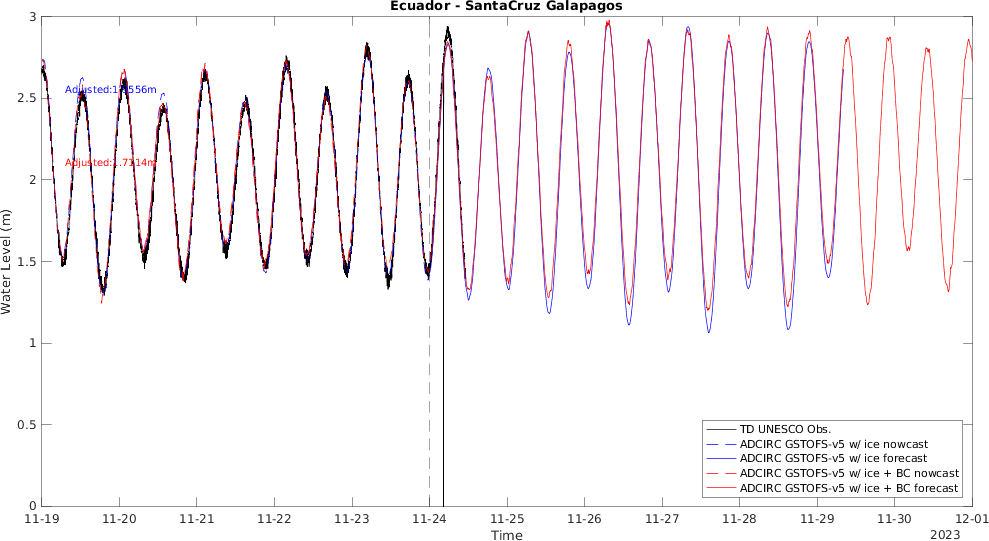 Ecuador - SantaCruz Galapagos
3
2.5
2
1.5
1
0.5
0
Water Level (m)
Adjusted:1.7114m
TD UNESCO Obs.
ADCIRC GSTOFS-v5 w/ ice nowcast
ADCIRC GSTOFS-v5 w/ ice forecast
ADCIRC GSTOFS-v5 w/ ice + BC nowcast
ADCIRC GSTOFS-v5 w/ ice + BC forecast
11-19 11-20 11-21 11-22 11-23 11-24 11-25 11-26 11-27 11-28 11-29 11-30 12-01
Time
2023